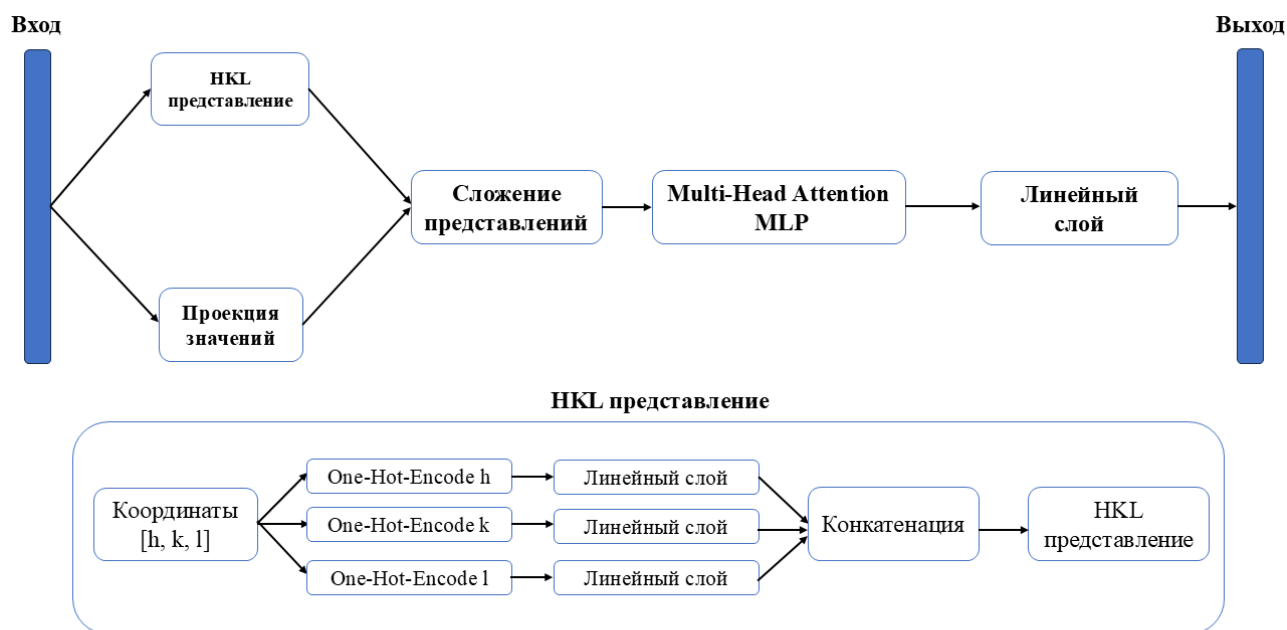 Вход
Выход
HKL
представление
Сложение
представлений
Multi-Head Attention
MLP
Линейный
слой
Проекция
значений
HKL представление
Координаты
[h, k, l]
One-Hot-Encode h
Линейный слой
One-Hot-Encode k
Линейный слой
One-Hot-Encode l
Линейный слой
Конкатенация
HKL
представление